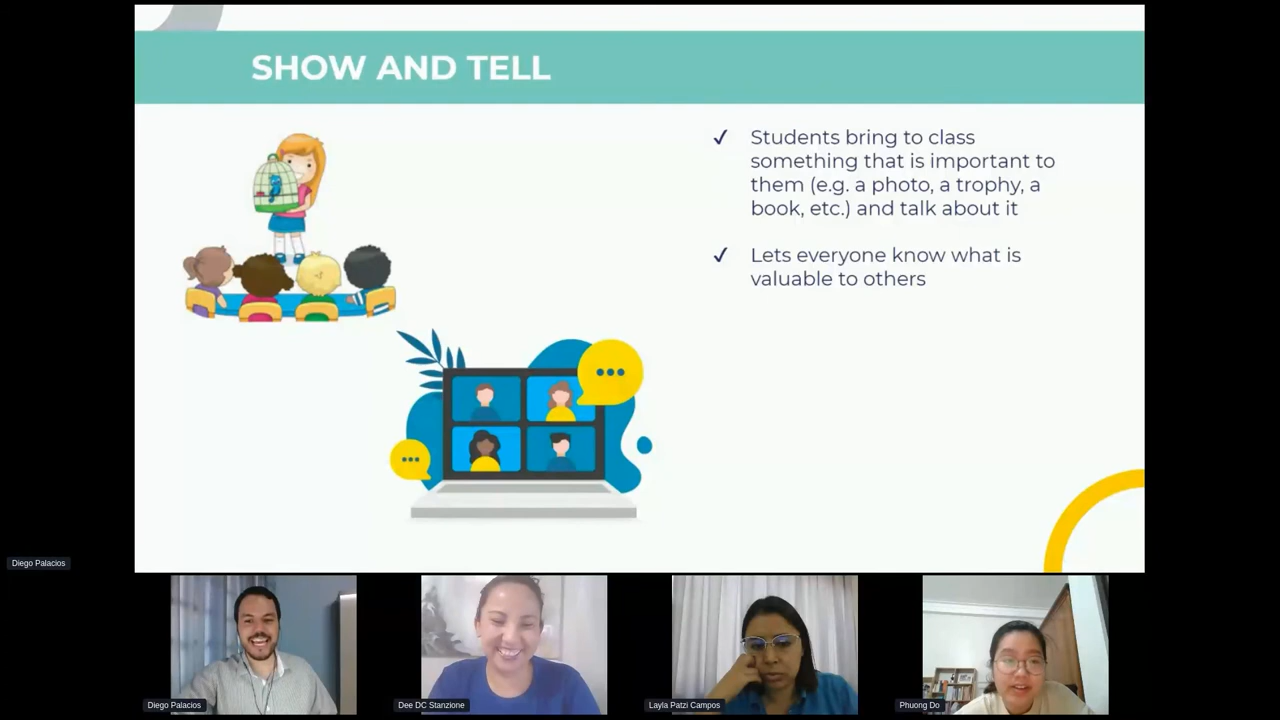 SHOW AND TELL
✓ Students bring to class
something that is important to
them (e.g. a photo, a trophy, a
book, etc.) and talk about it
✓ Lets everyone know what is
valuable to others
Diego Palacios
Diego Palacios
Dee DC Stanzione
Layla Patzi Campos
Phuong Do